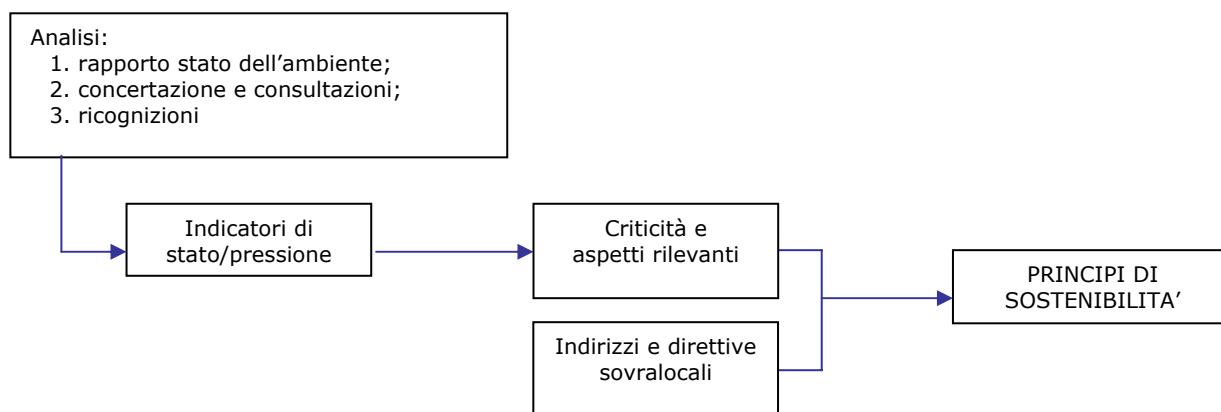 Analisi:
1. rapporto stato dell’ambiente;
2. concertazione e consultazioni;
3. ricognizioni
Indicatori di
stato/pressione
Criticità e
aspetti rilevanti
Indirizzi e direttive
sovralocali
PRINCIPI DI
SOSTENIBILITA’